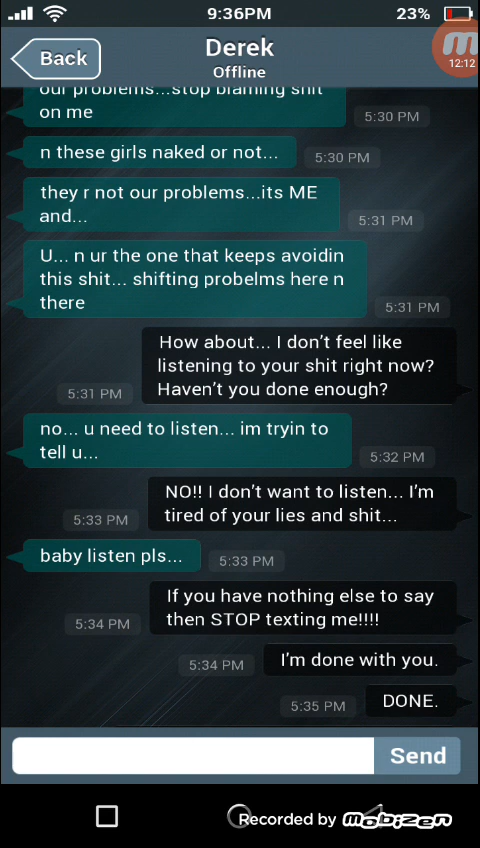 9:36PM
23%
Back
Derek
Offline
12:12
our problems...stop blaming shit
on me
5:30 PM
n these girls naked or not...
5:30 PM
they r not our problems...its ME
and...
5:31 PM
U... n ur the one that keeps avoidin
this shit... shifting probelms here n
there
5:31 PM
How about... I don't feel like
listening to your shit right now?
Haven't you done enough?
5:31 PM
no... u need to listen... im tryin to
tell u...
5:32 PM
NO!! I don't want to listen... I'm
tired of your lies and shit...
5:33 PM
baby listen pls...
5:33 PM
If you have nothing else to say
then STOP texting me!!!!
5:34 PM
I'm done with you.
5:34 PM
DONE.
5:35 PM
Send
Recorded by Mobizen